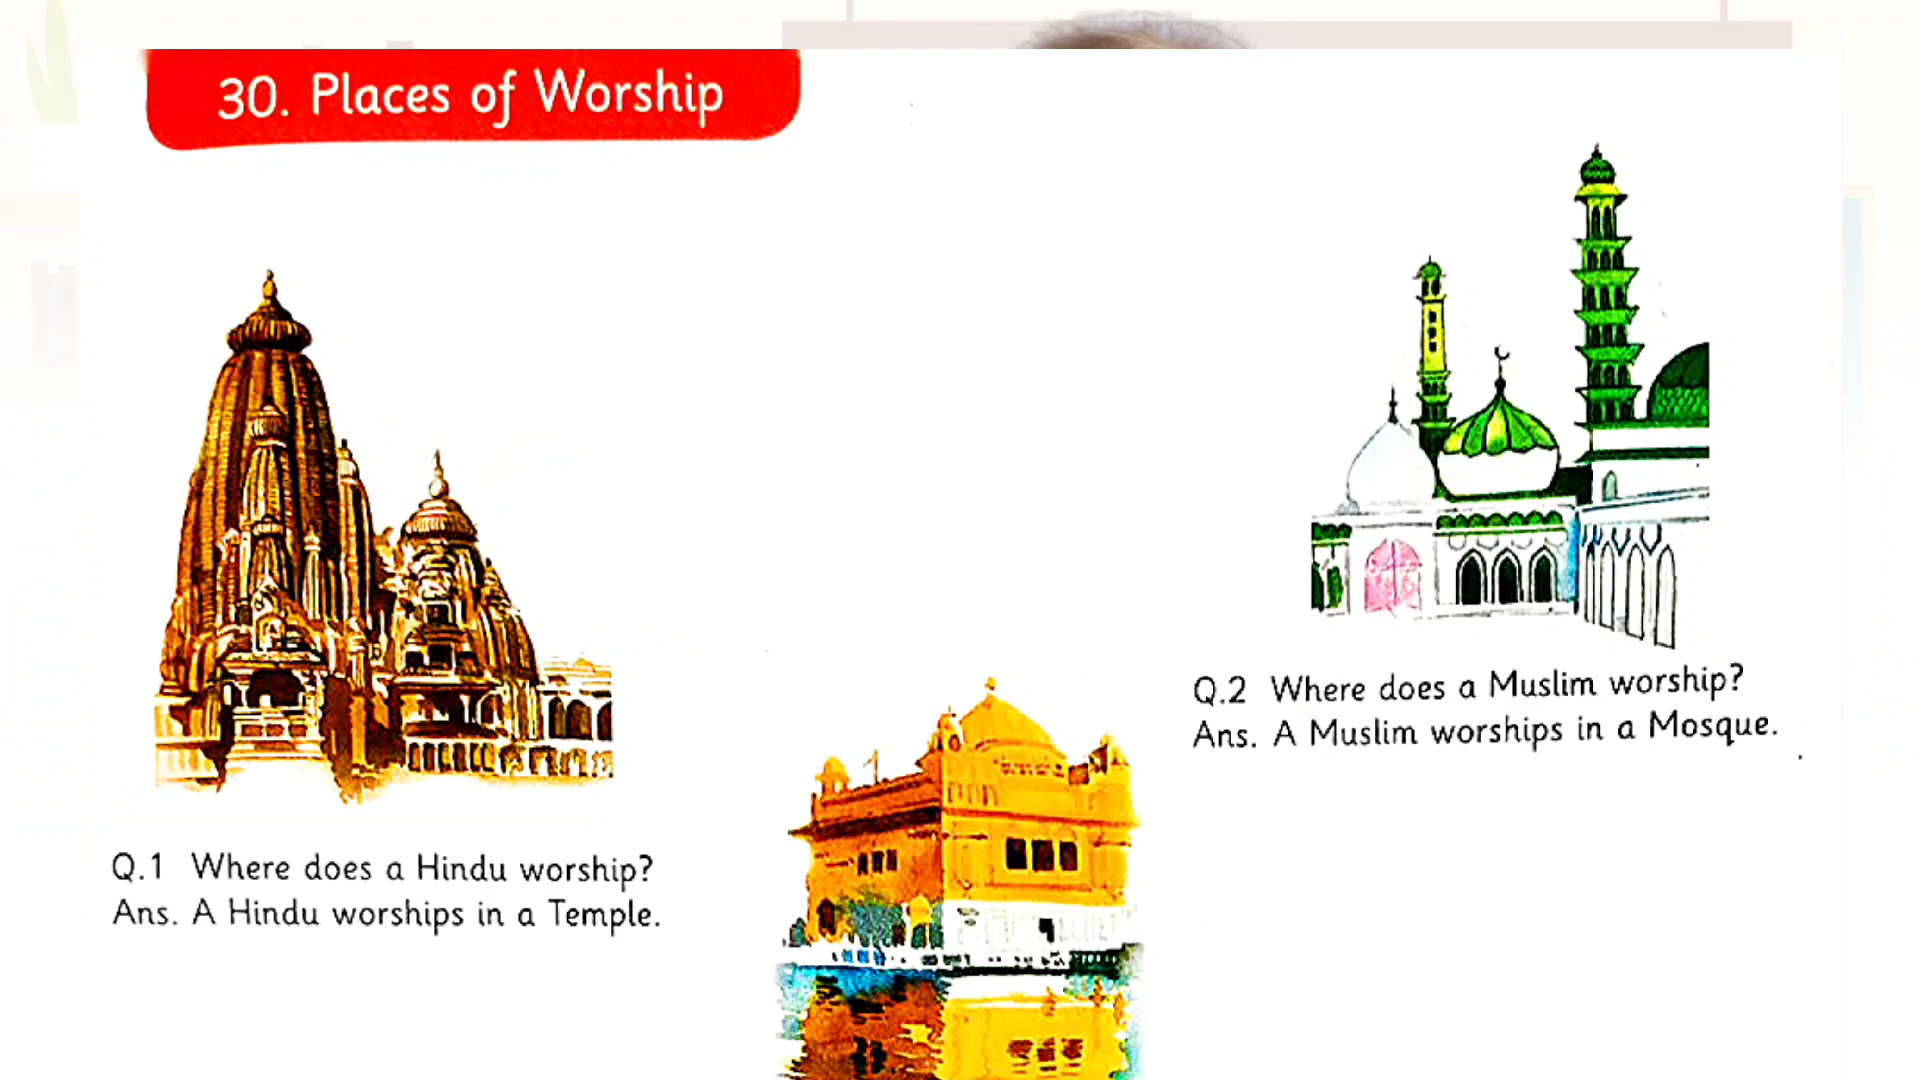 30. Places of Worship
Q.1 Where does a Hindu worship?
Ans. A Hindu worships in a Temple.
Q.2 Where does a Muslim worship?
Ans. A Muslim worships in a Mosque.